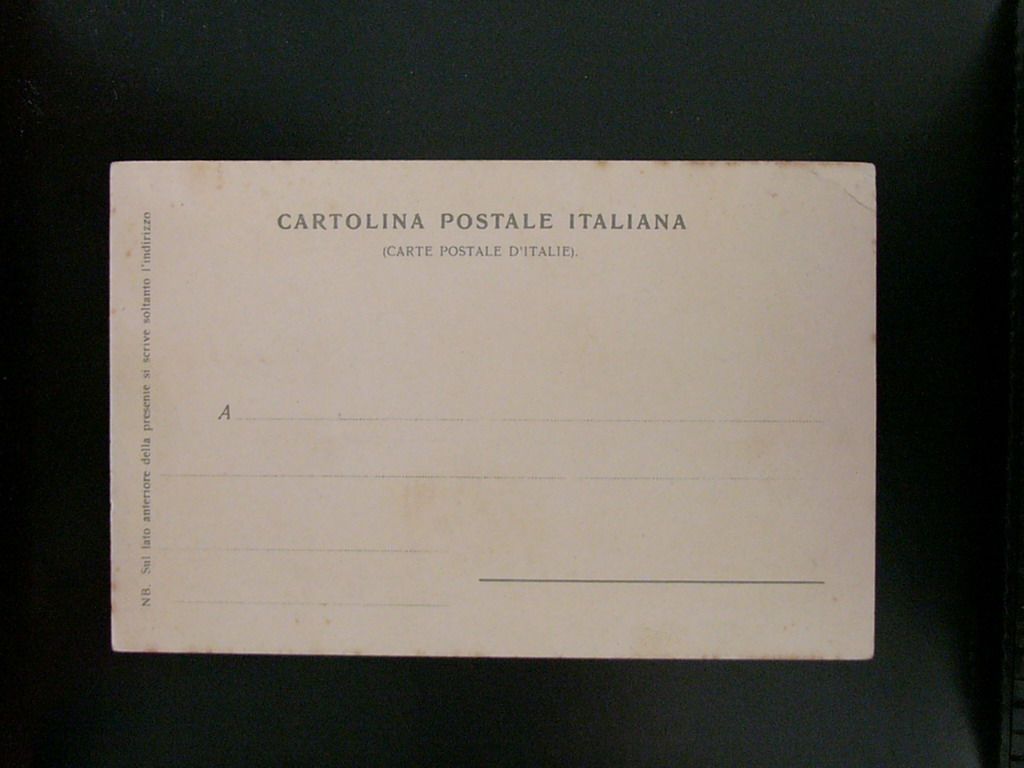 CARTOLINA POSTALE ITALIANA
(CARTE POSTALE D'ITALIE).
A
NB. Sul lato anteriore della presente si scrive soltanto l'indirizzo